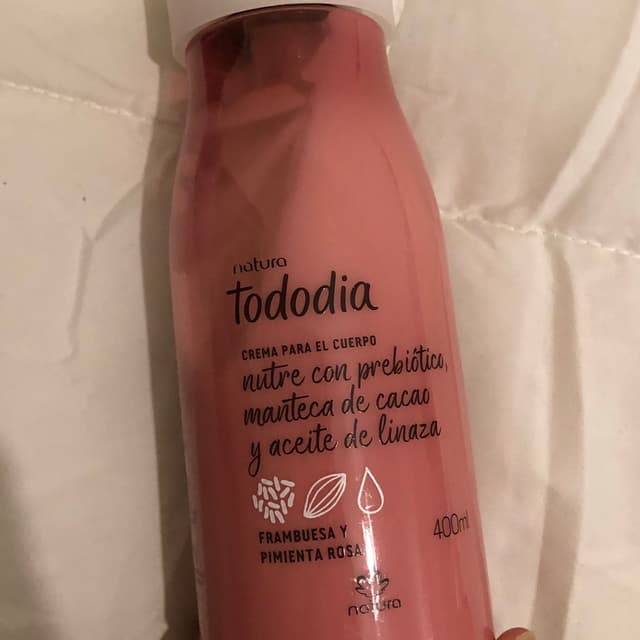 natura
tododia
CREMA PARA EL CUERPO
nutre con prebiótico,
manteca de cacao
y aceite de linaza
FRAMBUESA Y
PIMIENTA ROSA
400ml
natura